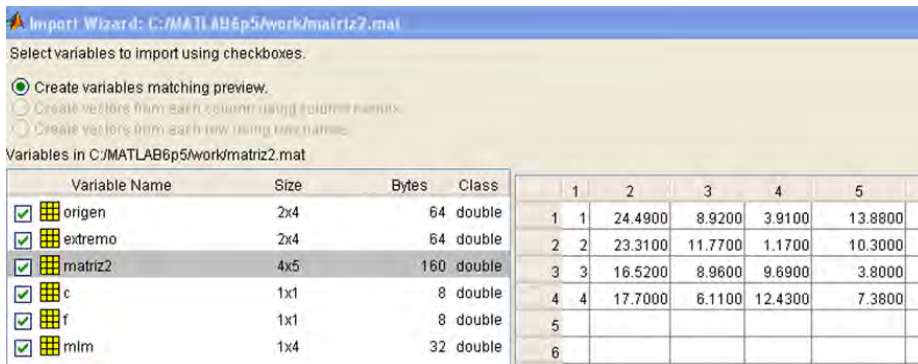 Import Wizard: C:/MATLAB6p5/work/matriz2.mat
Select variables to import using checkboxes.
Create variables matching preview.
Create vectors from each column using column names.
Create vectors from each row using row names.
Variables in C:/MATLAB6p5/work/matriz2.mat
Variable Name Size Bytes Class
origen 2x4 64 double
extremo 2x4 64 double
matriz2 4x5 160 double
c 1x1 8 double
f 1x1 8 double
mlm 1x4 32 double
1 2 3 4 5
1 1 24.4900 8.9200 3.9100 13.8800
2 2 23.3100 11.7700 1.1700 10.3000
3 3 16.5200 8.9600 9.6900 3.8000
4 4 17.7000 6.1100 12.4300 7.3800
5
6